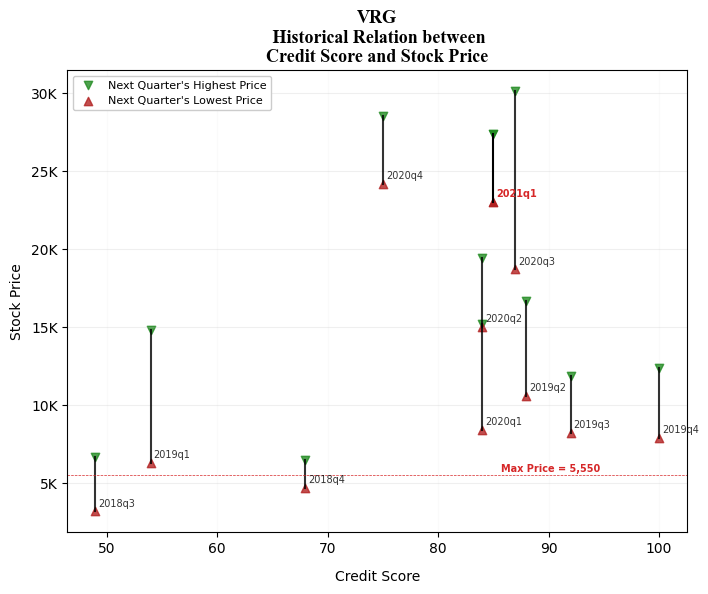 VRG
Historical Relation between
Credit Score and Stock Price
Next Quarter's Highest Price
Next Quarter's Lowest Price
30K
25K
20K
15K
10K
5K
Stock Price
2020q4
2021q1
2020q3
2020q2
2019q2
2020q1
2019q3
2019q4
2019q1
2018q4
2018q3
Max Price = 5,550
50
60
70
80
90
100
Credit Score